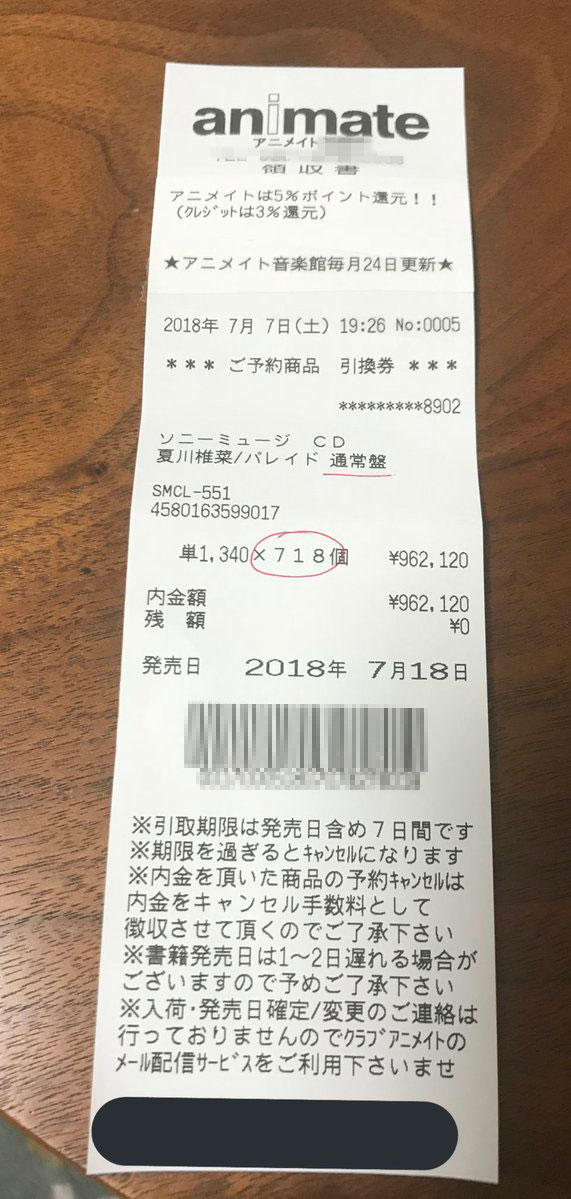 animate
アニメイト
領収書
アニメイトは5%ポイント還元!!
(クレジットは3%還元)
★アニメイト音楽館毎月24日更新★
2018年 7月 7日(土) 19:26 No:0005
*** ご予約商品 引換券 ***
*********8902
ソニーミュージ CD
夏川椎菜/パレイド 通常盤
SMCL-551
4580163599017
単1,340×718個 ¥962,120
内金額 ¥962,120
残 額 ¥0
発売日 2018年 7月18日
※引取期限は発売日含め7日間です
※期限を過ぎるとキャンセルになります
※内金を頂いた商品の予約キャンセルは
内金をキャンセル手数料として
徴収させて頂くのでご了承下さい
※書籍発売日は1〜2日遅れる場合が
ございますので予めご了承下さい
※入荷・発売日確定/変更のご連絡は
行っておりませんのでクラブアニメイトの
メール配信サービスをご利用下さいませ